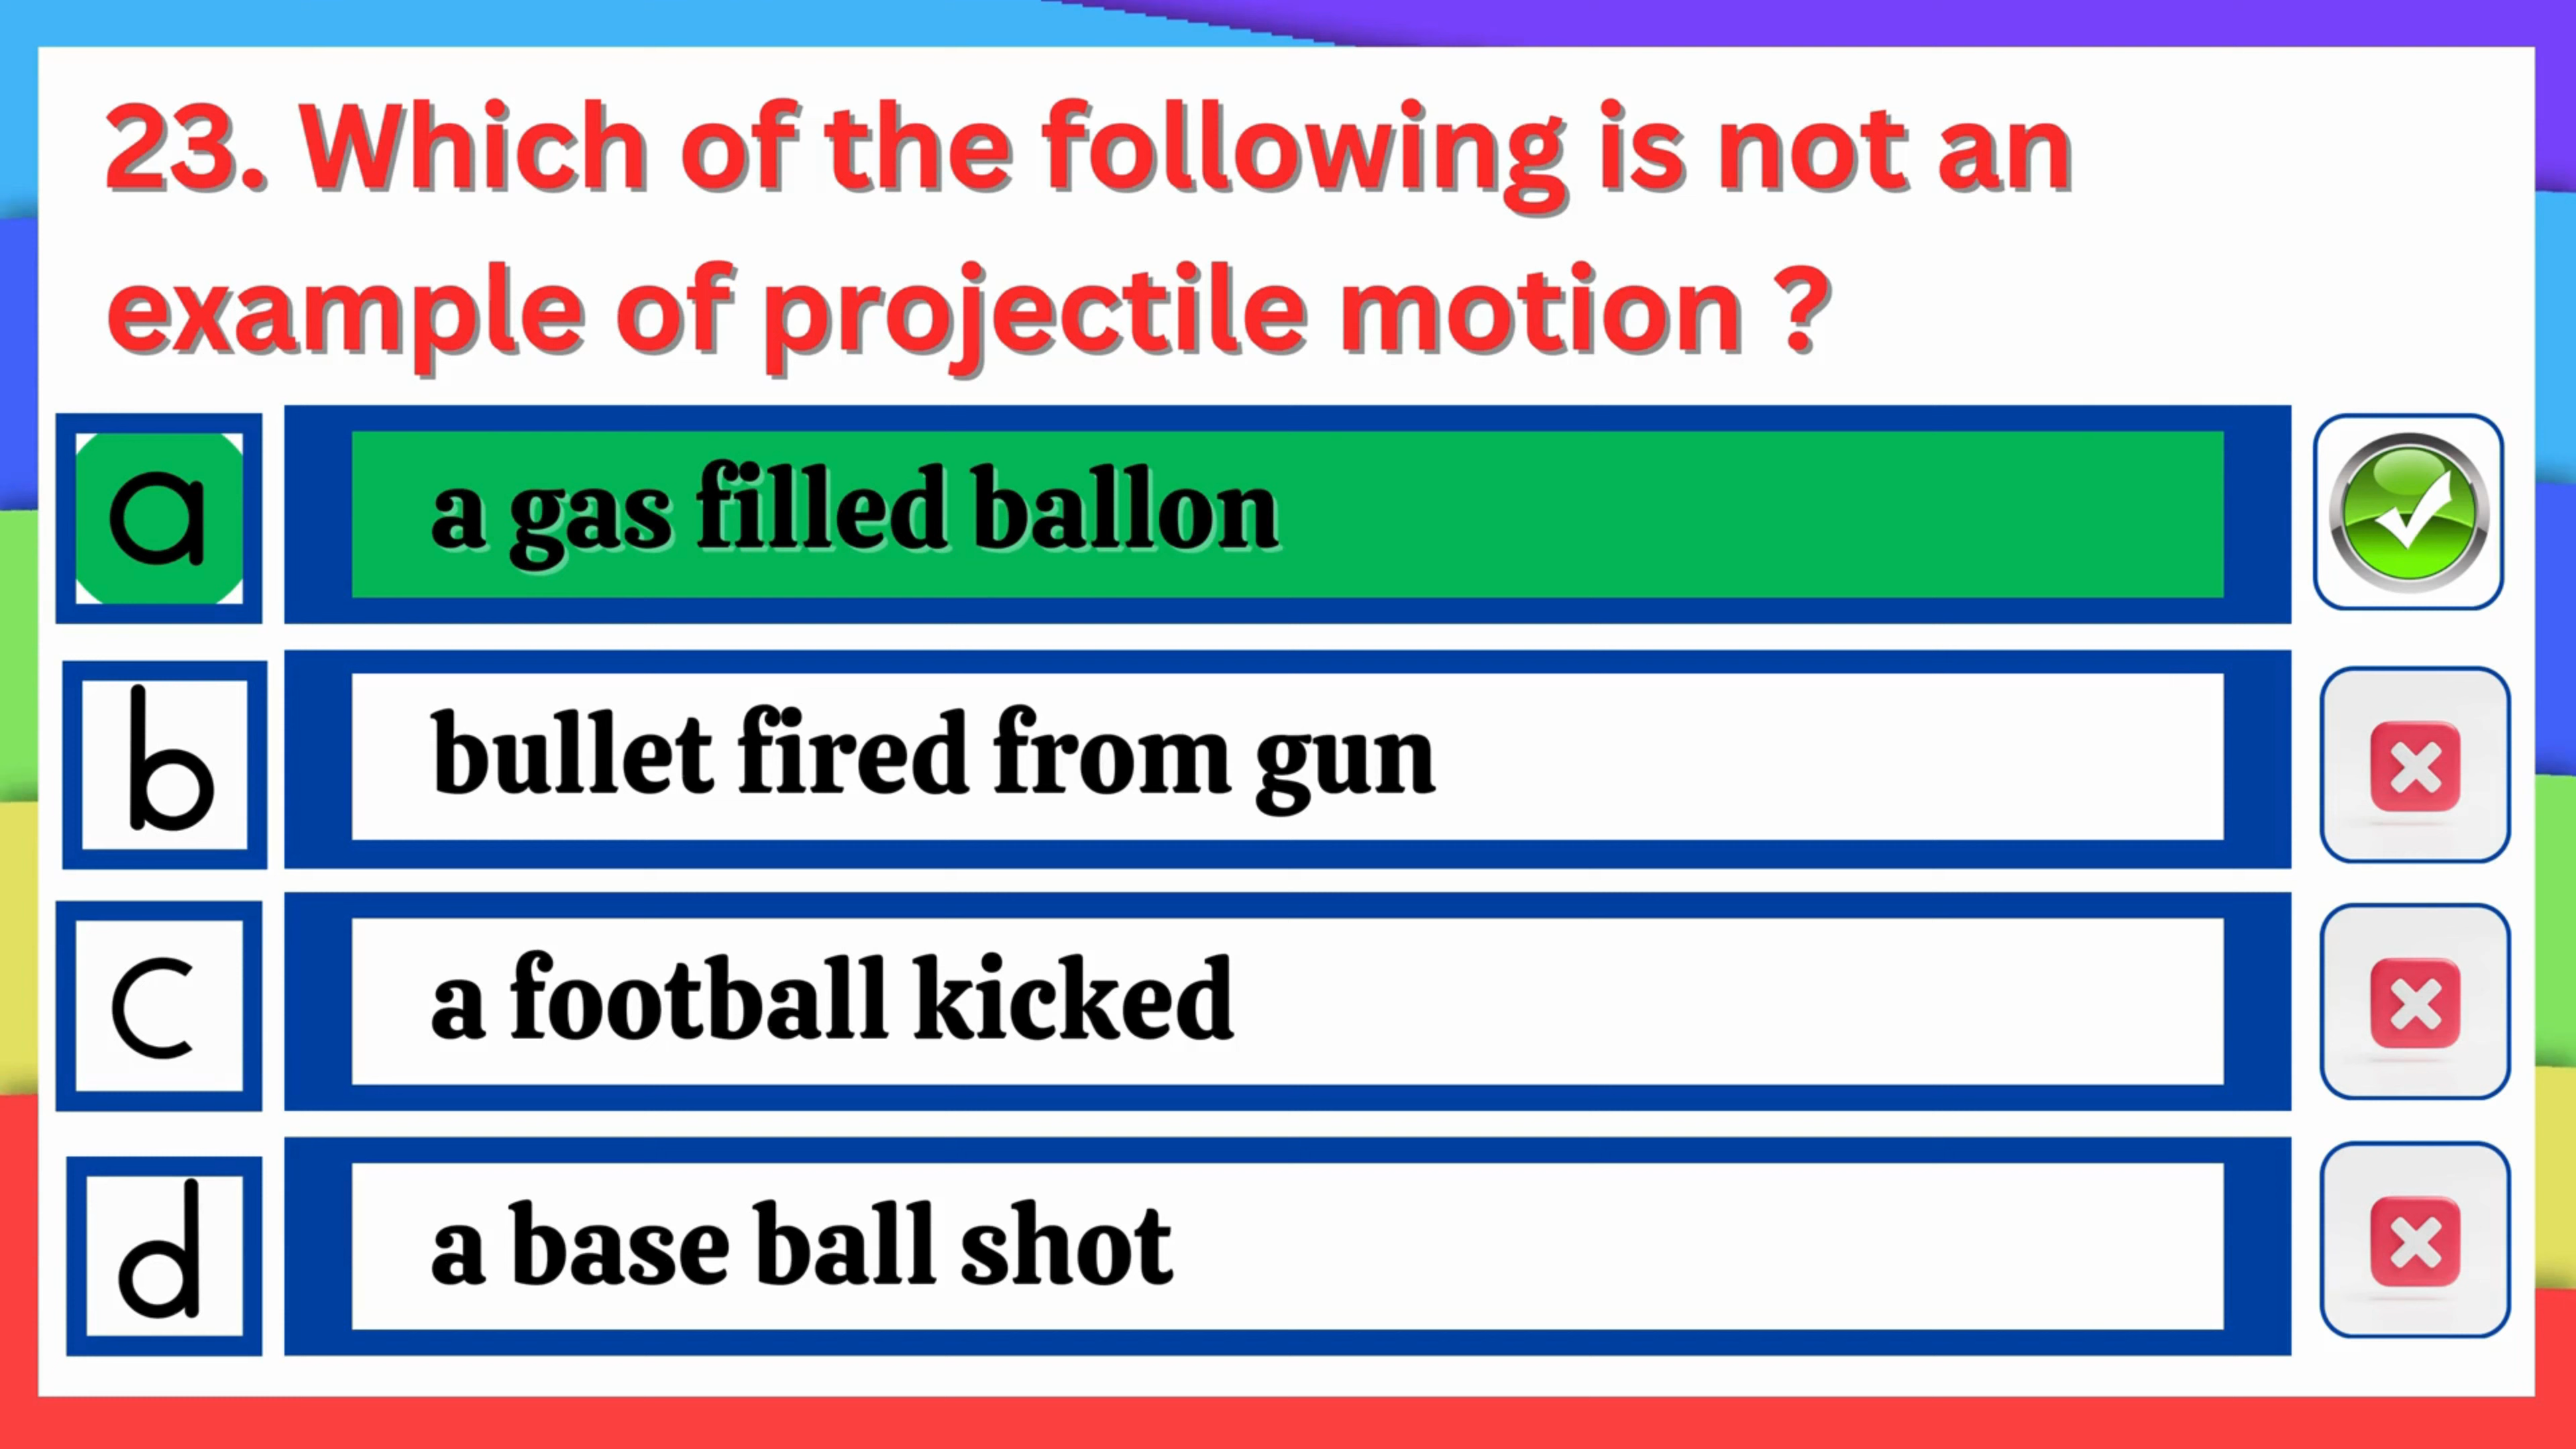 23. Which of the following is not an
example of projectile motion ?
a a gas filled ballon
b bullet fired from gun
c a football kicked
d a base ball shot